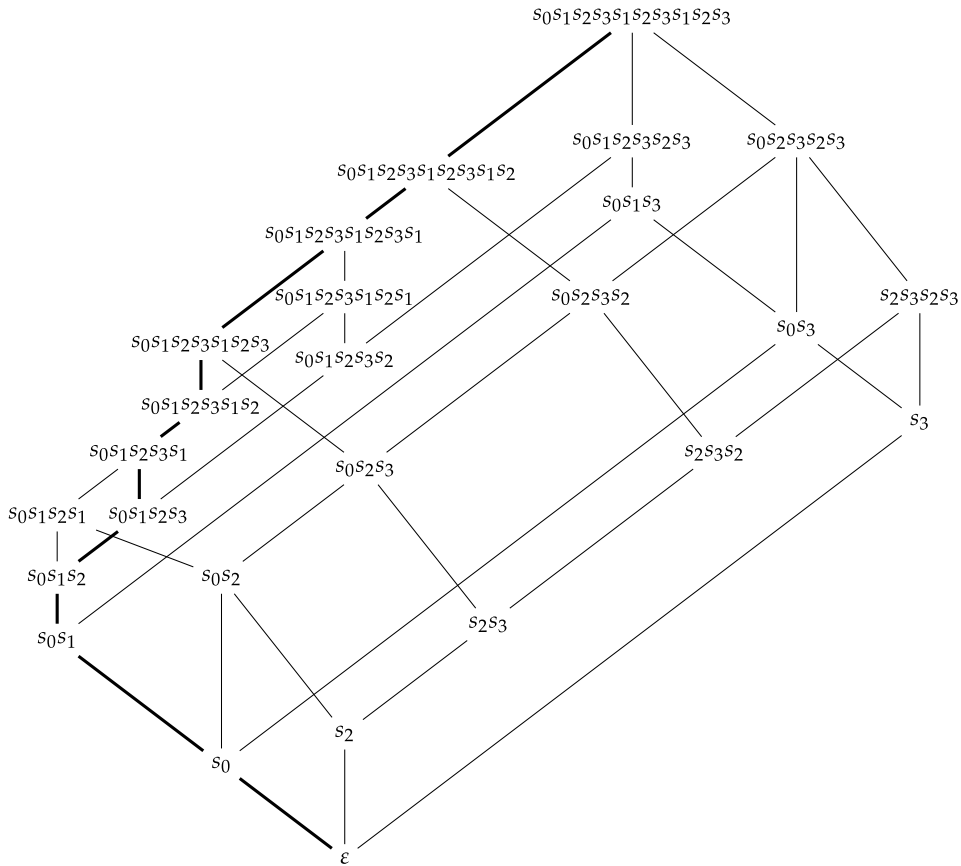 s₀s₁s₂s₃s₁s₂s₃s₁s₂s₃
s₀s₁s₂s₃s₂s₃
s₀s₂s₃s₂s₃
s₀s₁s₂s₃s₁s₂s₃s₁s₂
s₀s₁s₃
s₀s₁s₂s₃s₁s₂s₃s₁
s₀s₁s₂s₃s₁s₂s₁
s₀s₂s₃s₂
s₂s₃s₂s₃
s₀s₃
s₀s₁s₂s₃s₁s₂s₃
s₀s₁s₂s₃s₂
s₀s₁s₂s₃s₁s₂
s₃
s₀s₁s₂s₃s₁
s₂s₃s₂
s₀s₂s₃
s₀s₁s₂s₁
s₀s₁s₂s₃
s₀s₁s₂
s₀s₂
s₂s₃
s₀s₁
s₂
s₀
ε